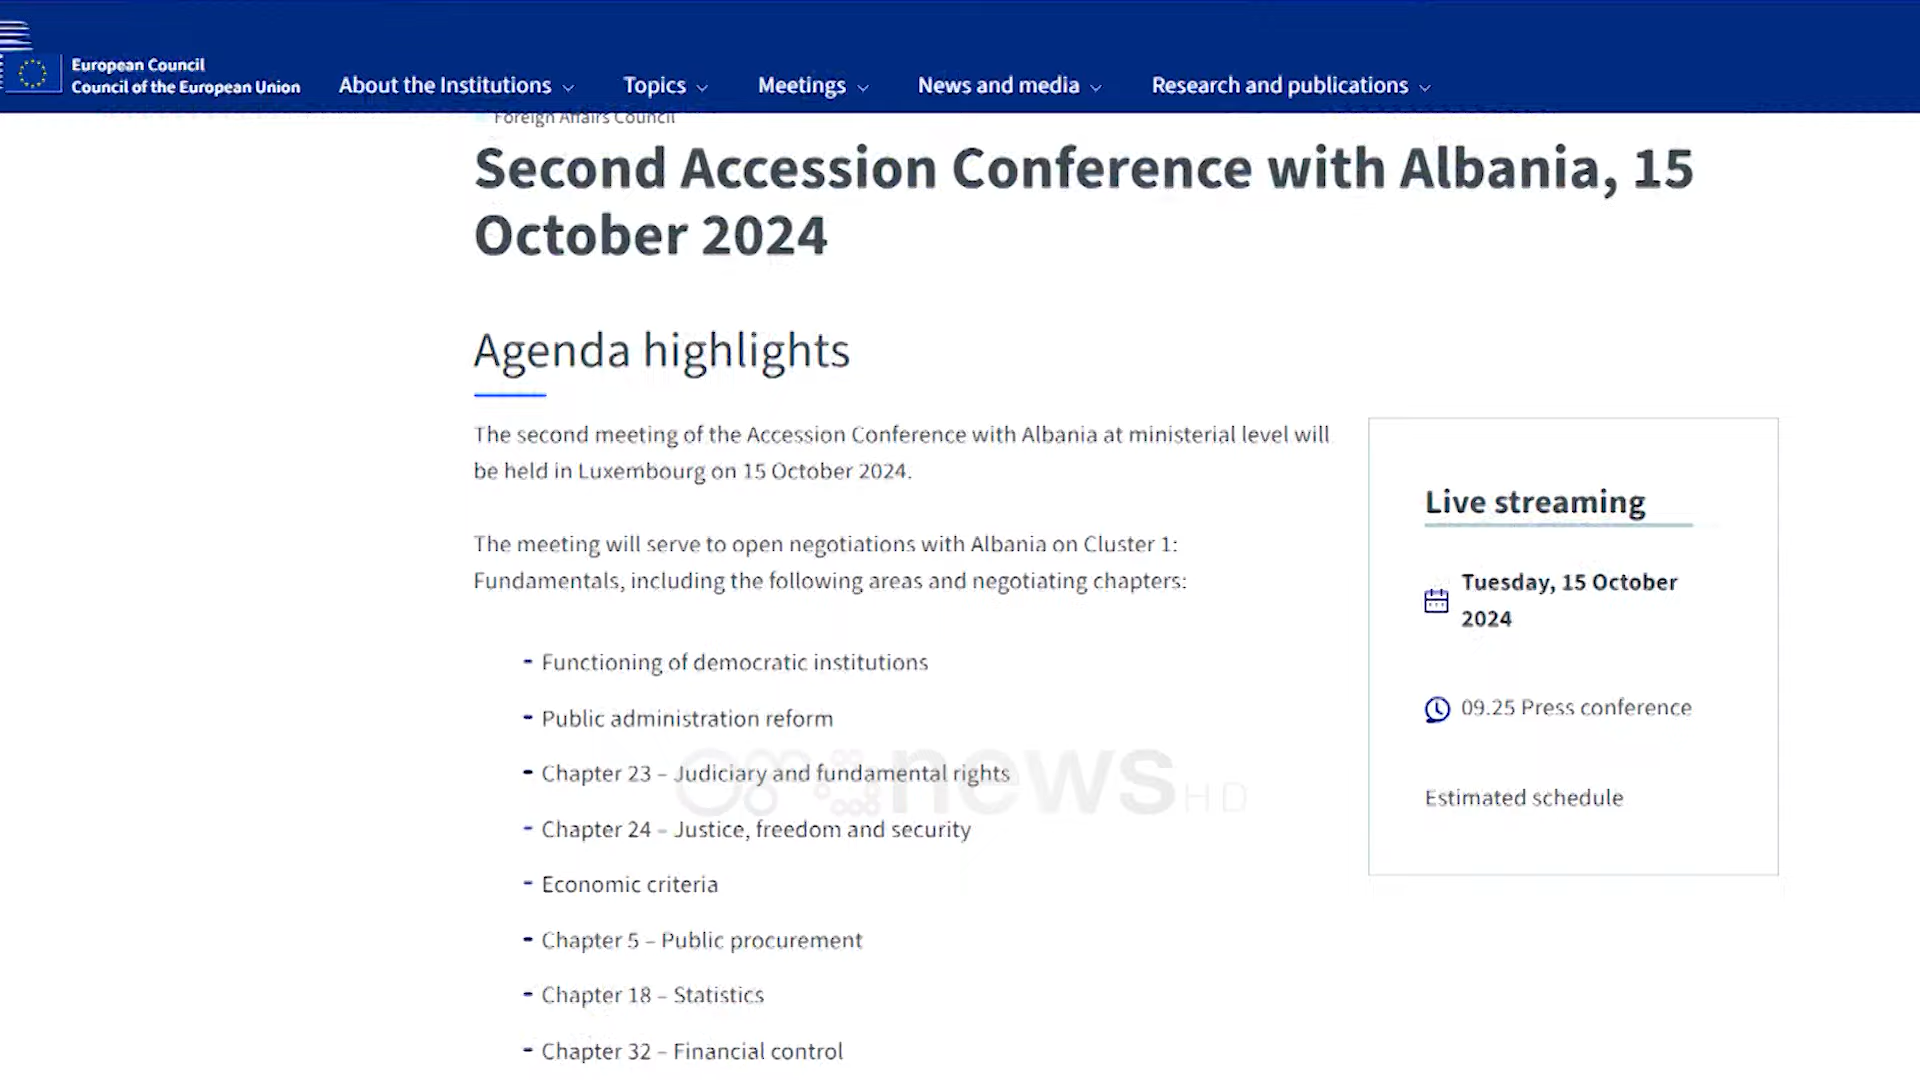 European Council
Council of the European Union
About the Institutions
Topics
Meetings
News and media
Research and publications
Foreign Affairs Council
Second Accession Conference with Albania, 15
October 2024
Agenda highlights
The second meeting of the Accession Conference with Albania at ministerial level will
be held in Luxembourg on 15 October 2024.
The meeting will serve to open negotiations with Albania on Cluster 1:
Fundamentals, including the following areas and negotiating chapters:
- Functioning of democratic institutions
- Public administration reform
- Chapter 23 – Judiciary and fundamental rights
- Chapter 24 – Justice, freedom and security
- Economic criteria
- Chapter 5 – Public procurement
- Chapter 18 – Statistics
- Chapter 32 – Financial control
Live streaming
Tuesday, 15 October
2024
09.25 Press conference
Estimated schedule
news HD